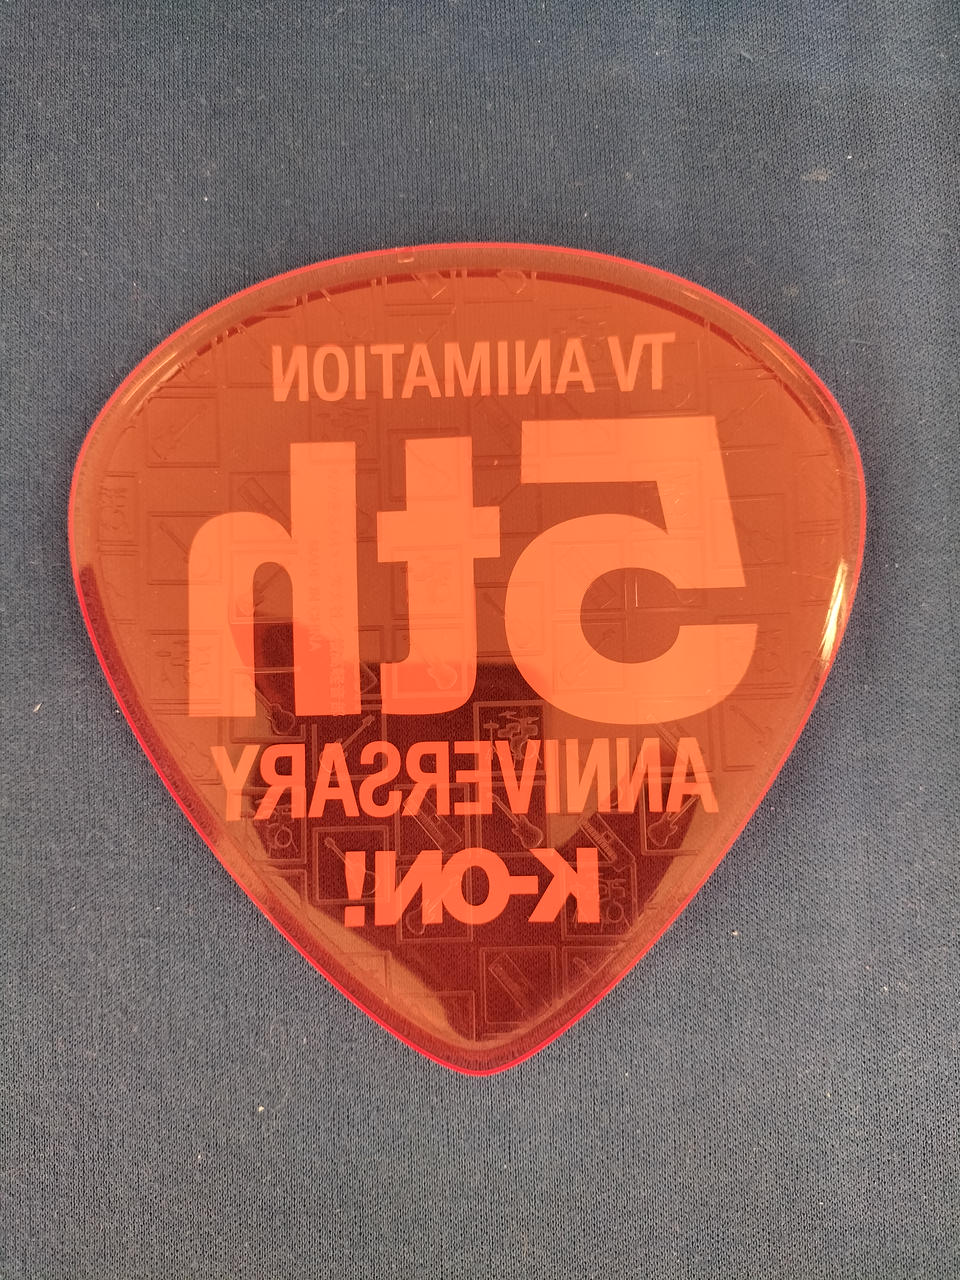 TV ANIMATION
5th
ANNIVERSARY
K-ON!